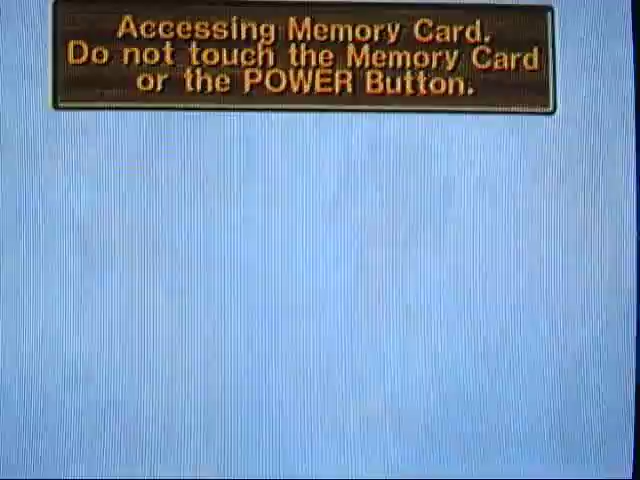 Accessing Memory Card.
Do not touch the Memory Card
or the POWER Button.